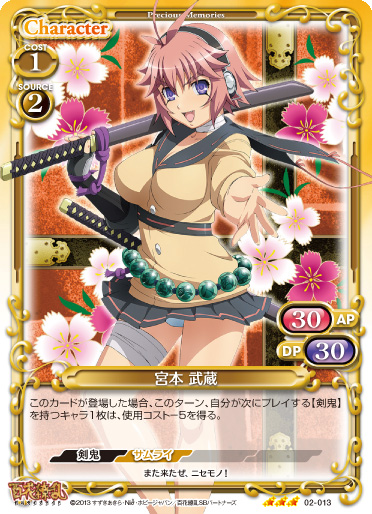 Precious Memories
Character
COST
1
SOURCE
2
30 AP
DP 30
宮本 武蔵
このカードが登場した場合、このターン、自分が次にプレイする【剣鬼】
を持つキャラ1枚は、使用コスト－5を得る。
剣鬼 サムライ
また来たぜ、ニセモノ！
百花繚乱
©2013 すずきあきら・Niθ・ホビージャパン／百花繚乱SBパートナーズ
02-013